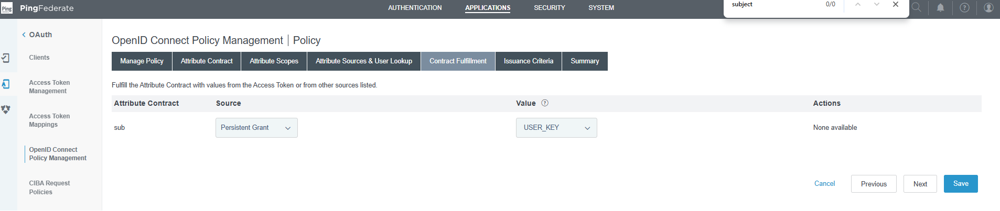 Ping
PingFederate
AUTHENTICATION
APPLICATIONS
SECURITY
SYSTEM
subject
0/0
OAuth
Clients
Access Token
Management
Access Token
Mappings
OpenID Connect
Policy Management
CIBA Request
Policies
OpenID Connect Policy Management | Policy
Manage Policy
Attribute Contract
Attribute Scopes
Attribute Sources & User Lookup
Contract Fulfillment
Issuance Criteria
Summary
Fulfill the Attribute Contract with values from the Access Token or from other sources listed.
Attribute Contract
Source
Value
Actions
sub
Persistent Grant
USER_KEY
None available
Cancel
Previous
Next
Save